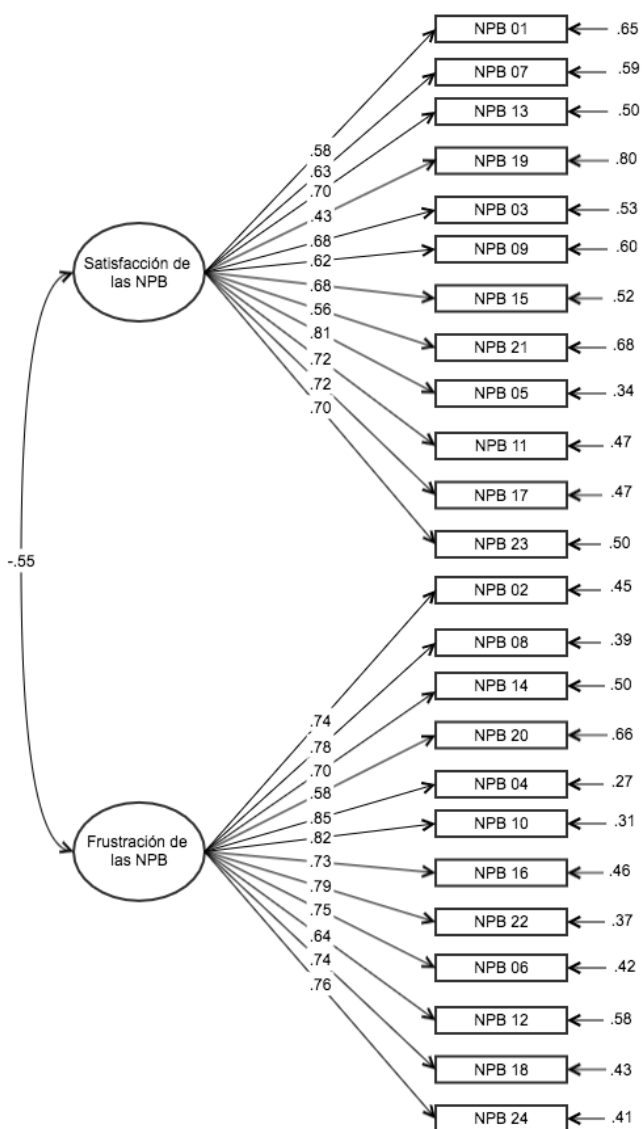 NPB 01
.65
NPB 07
.59
NPB 13
.50
NPB 19
.80
NPB 03
.53
NPB 09
.60
NPB 15
.52
NPB 21
.68
NPB 05
.34
NPB 11
.47
NPB 17
.47
NPB 23
.50
.58
.63
.70
.43
.68
.62
.68
.56
.81
.72
.72
.70
Satisfacción de
las NPB
-.55
NPB 02
.45
NPB 08
.39
NPB 14
.50
NPB 20
.66
NPB 04
.27
NPB 10
.31
NPB 16
.46
NPB 22
.37
NPB 06
.42
NPB 12
.58
NPB 18
.43
NPB 24
.41
.74
.78
.70
.58
.85
.82
.73
.79
.75
.64
.74
.76
Frustración de
las NPB